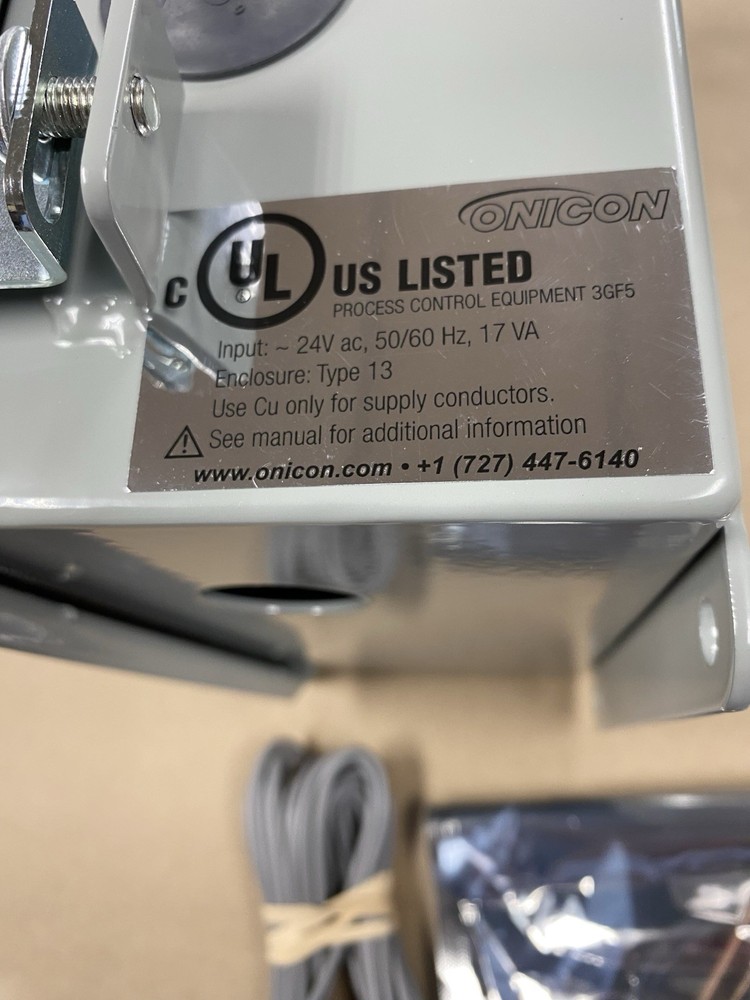 ONICON
C UL ® US LISTED
PROCESS CONTROL EQUIPMENT 3GF5
Input: ~ 24V ac, 50/60 Hz, 17 VA
Enclosure: Type 13
Use Cu only for supply conductors.
See manual for additional information
www.onicon.com • +1 (727) 447-6140